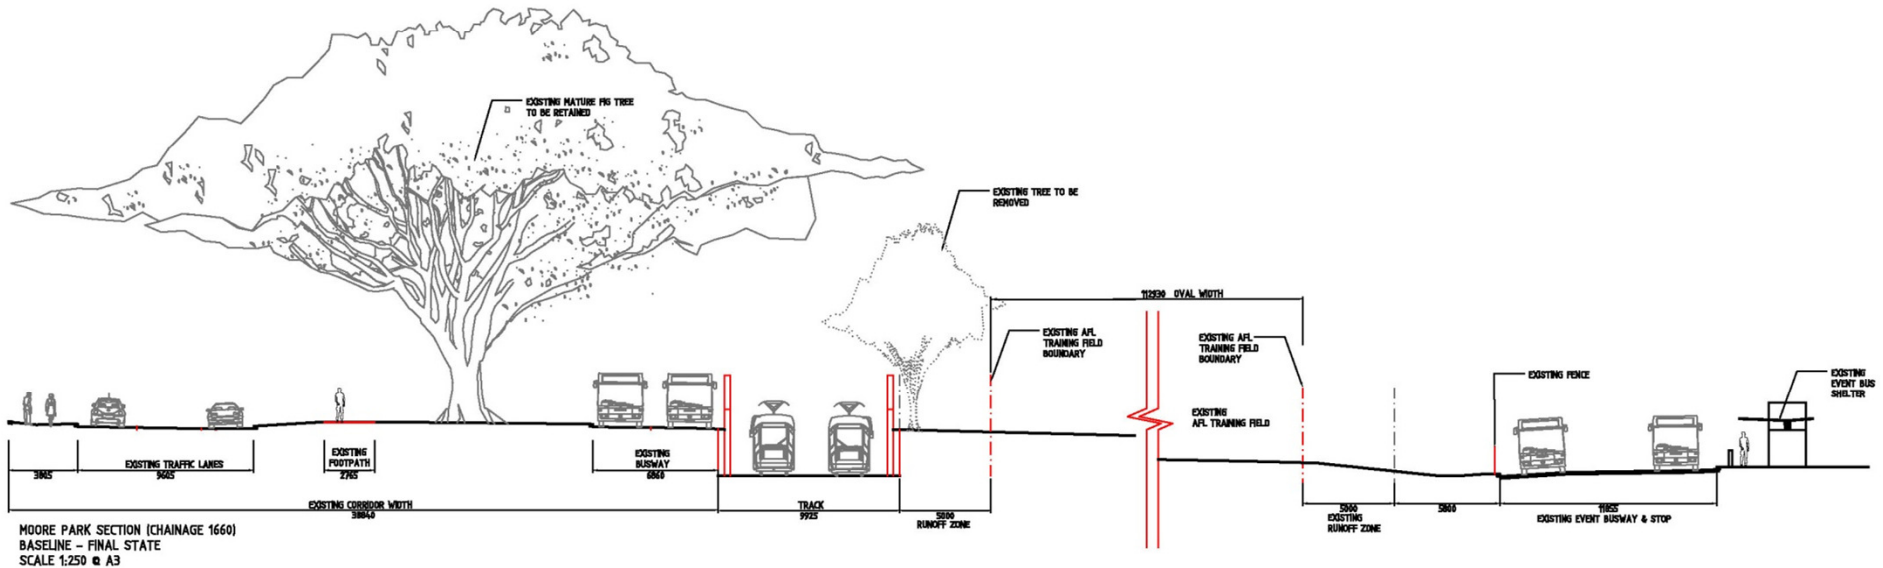 EXISTING MATURE FIG TREE
TO BE RETAINED
EXISTING TREE TO BE
REMOVED
112930 OVAL WIDTH
EXISTING AFL
TRAINING FIELD
BOUNDARY
EXISTING AFL
TRAINING FIELD
BOUNDARY
EXISTING FENCE
EXISTING
EVENT BUS
SHELTER
EXISTING
AFL TRAINING FIELD
EXISTING TRAFFIC LANES
9605
EXISTING
FOOTPATH
2765
EXISTING
BUSWAY
6860
EXISTING CORRIDOR WIDTH
38840
TRACK
9925
5000
RUNOFF ZONE
5000
EXISTING
RUNOFF ZONE
5800
11855
EXISTING EVENT BUSWAY & STOP
MOORE PARK SECTION (CHAINAGE 1660)
BASELINE - FINAL STATE
SCALE 1:250 @ A3